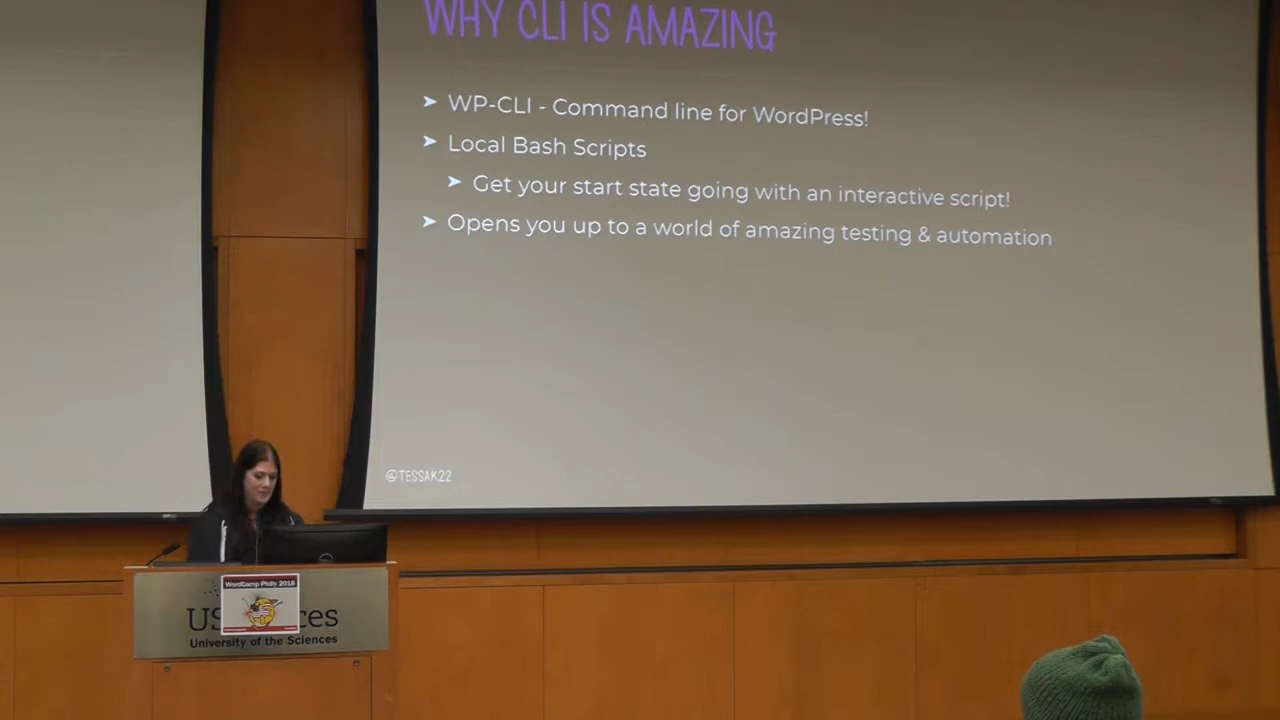 WHY CLI IS AMAZING
➤ WP-CLI - Command line for WordPress!
➤ Local Bash Scripts
➤ Get your start state going with an interactive script!
➤ Opens you up to a world of amazing testing & automation
@TESSAK22
WordCamp Philly 2018
US ces
University of the Sciences